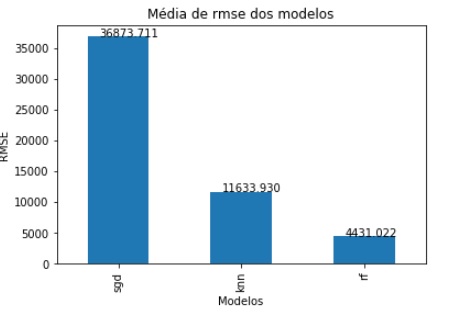 Média de rmse dos modelos
36873.711
35000
30000
25000
20000
15000
10000
5000
0
RMSE
11633.930
4431.022
sgd
knn
rf
Modelos